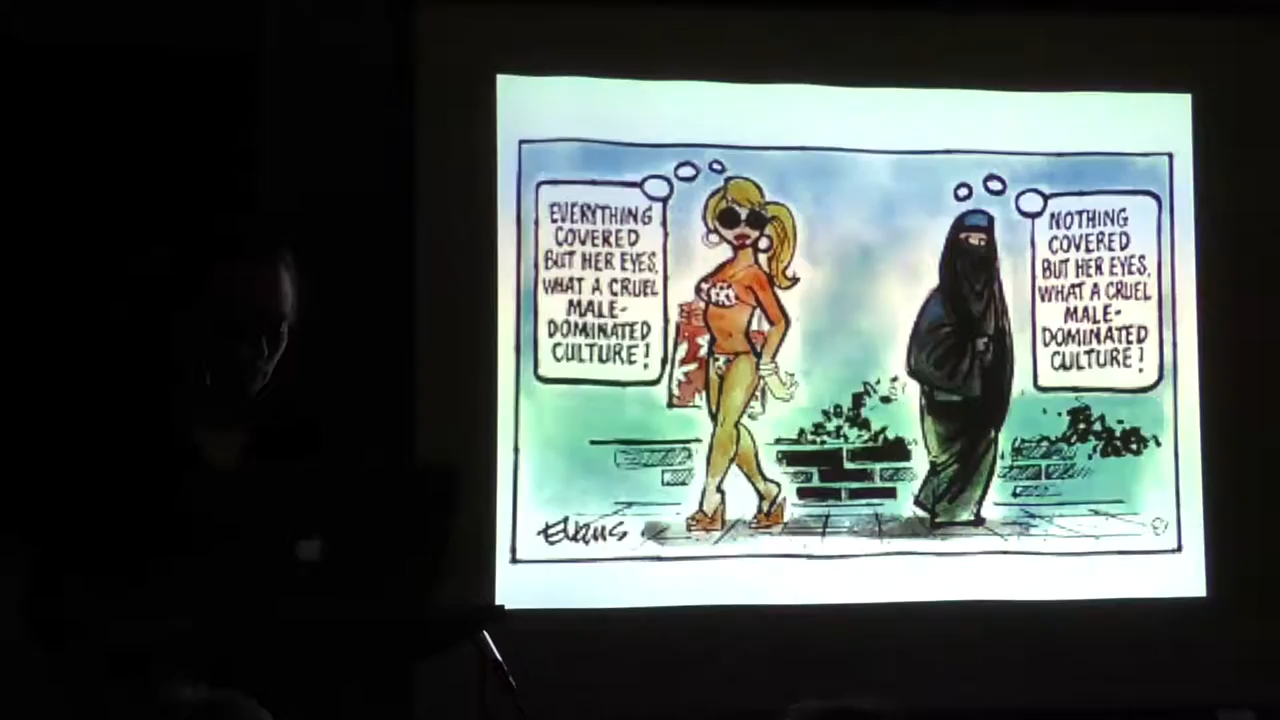 EVERYTHING
COVERED
BUT HER EYES,
WHAT A CRUEL
MALE-
DOMINATED
CULTURE!
NOTHING
COVERED
BUT HER EYES,
WHAT A CRUEL
MALE-
DOMINATED
CULTURE!
Evans